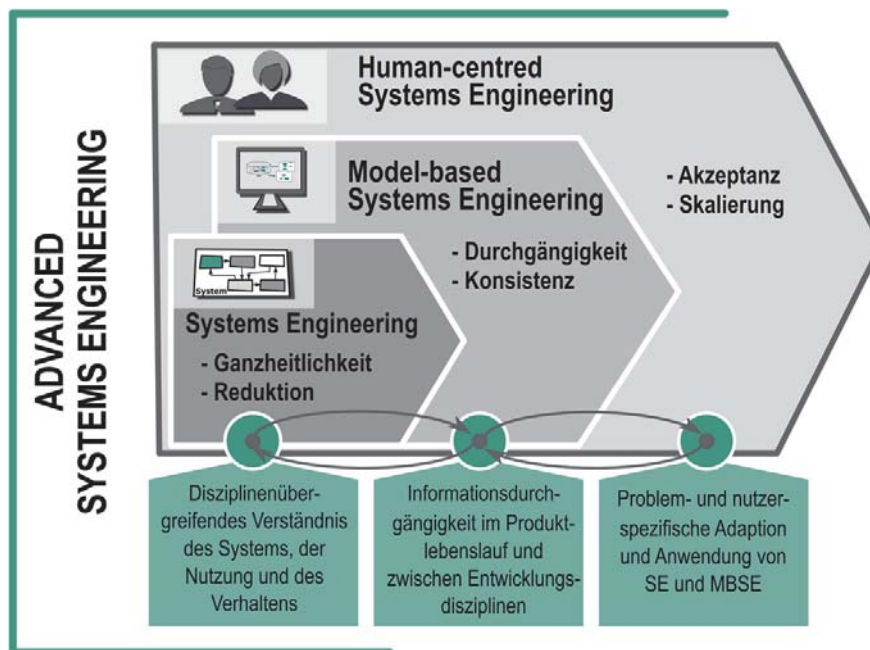 ADVANCED
SYSTEMS ENGINEERING
Human-centred
Systems Engineering
- Akzeptanz
- Skalierung
Model-based
Systems Engineering
- Durchgängigkeit
- Konsistenz
System
Systems Engineering
- Ganzheitlichkeit
- Reduktion
Disziplinenüber-
greifendes Verständnis
des Systems, der
Nutzung und des
Verhaltens
Informationsdurch-
gängigkeit im Produkt-
lebenslauf und
zwischen Entwicklungs-
disziplinen
Problem- und nutzer-
spezifische Adaption
und Anwendung von
SE und MBSE